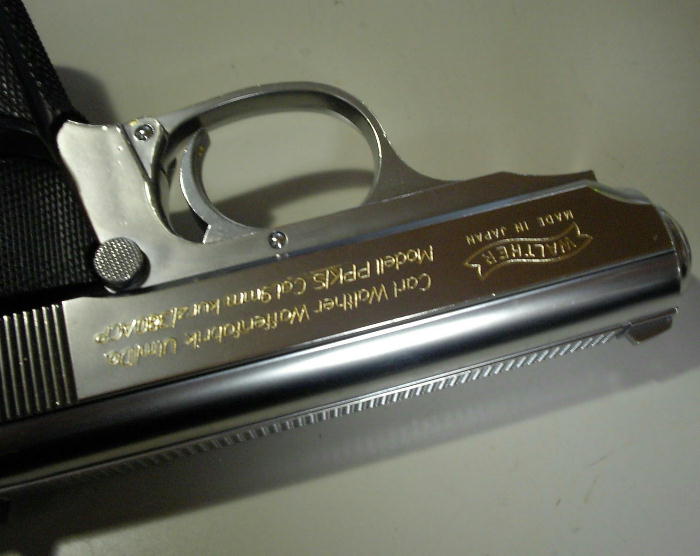 Carl Walther Waffenfabrik Ulm/Do.
Modell PPK/S Cal.9mm kurz/.380ACP
WALTHER
MADE IN JAPAN